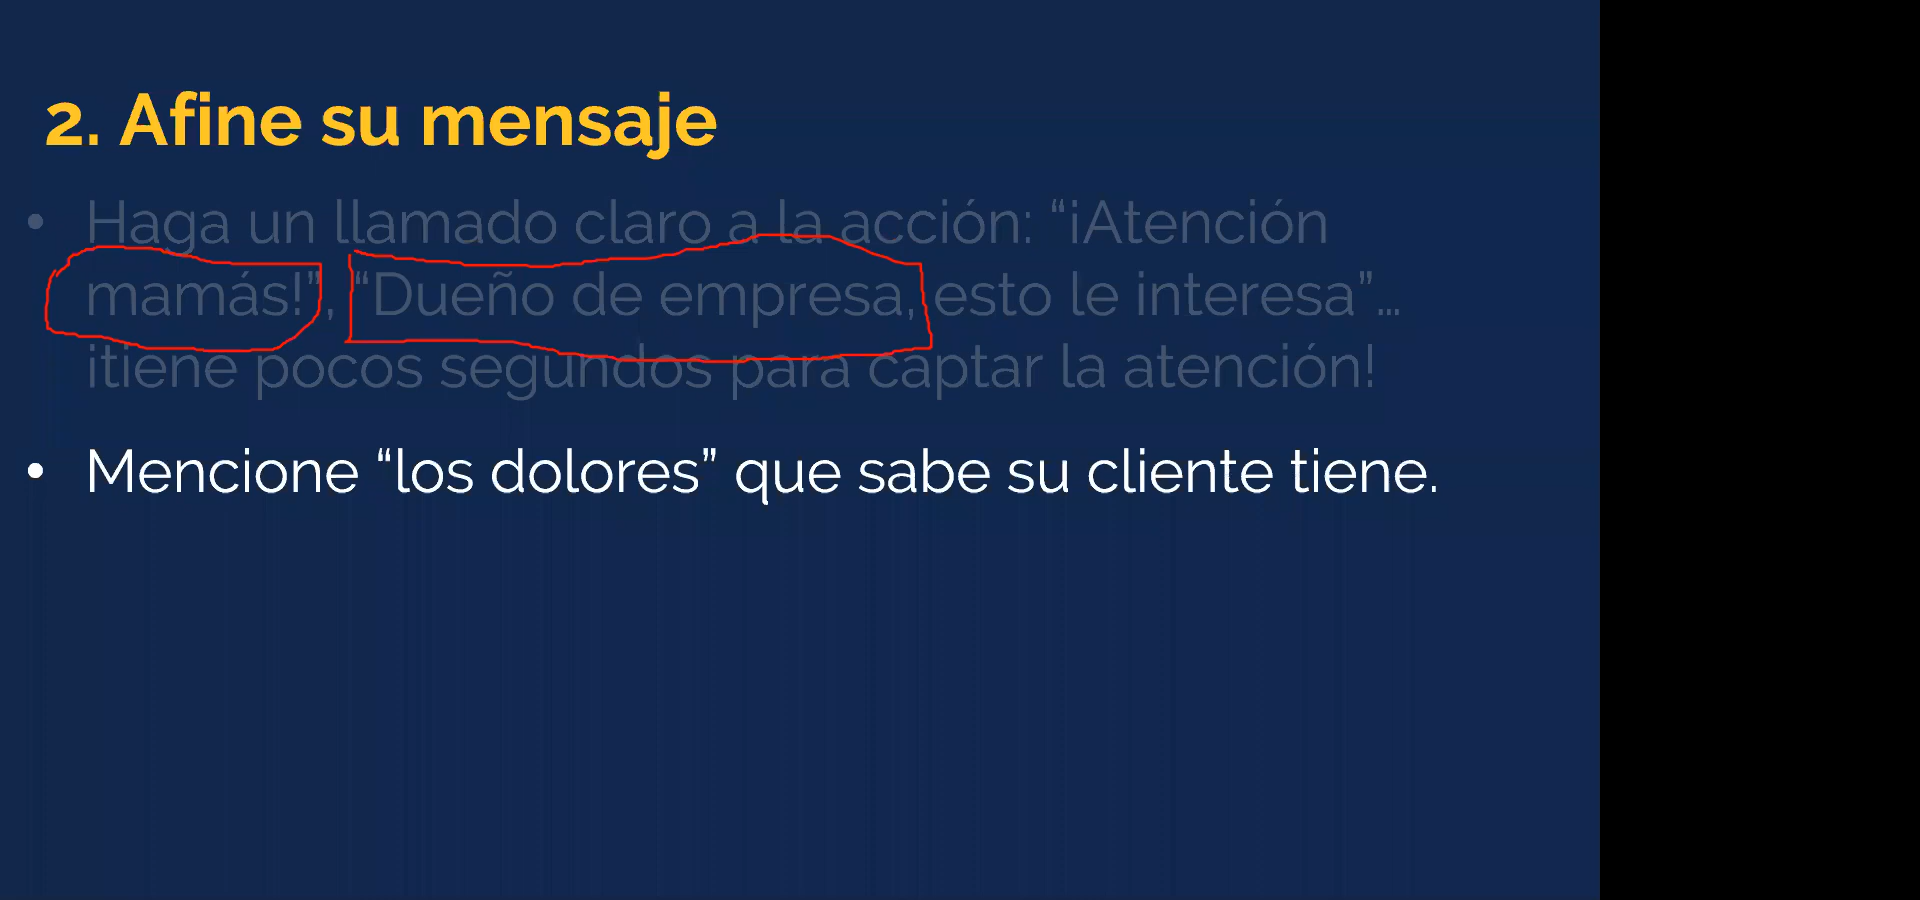 2. Afine su mensaje
• Haga un llamado claro a la acción: “¡Atención
mamás!”, “Dueño de empresa, esto le interesa”…
¡tiene pocos segundos para captar la atención!
• Mencione “los dolores” que sabe su cliente tiene.